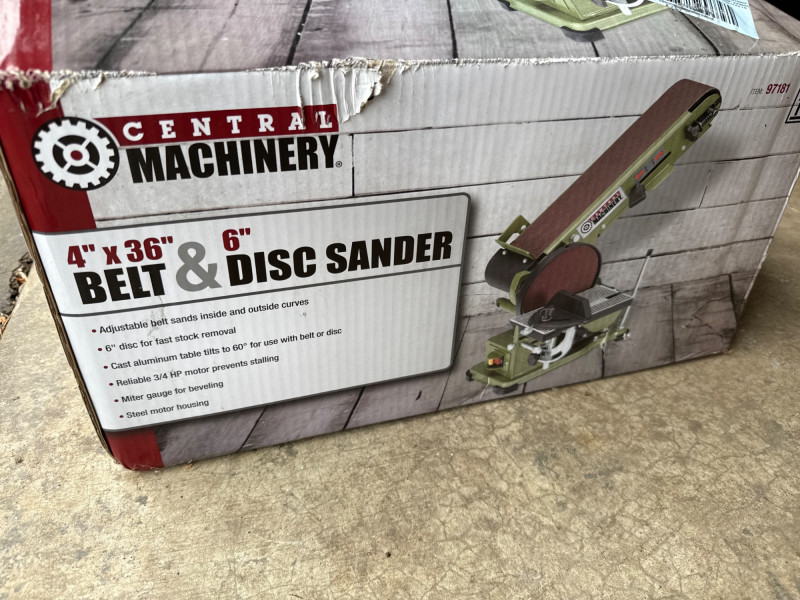 ITEM 97181
CENTRAL
MACHINERY®
4" x 36" 6"
BELT & DISC SANDER
• Adjustable belt sands inside and outside curves
• 6" disc for fast stock removal
• Cast aluminum table tilts to 60° for use with belt or disc
• Reliable 3/4 HP motor prevents stalling
• Miter gauge for beveling
• Steel motor housing
MACHINERY